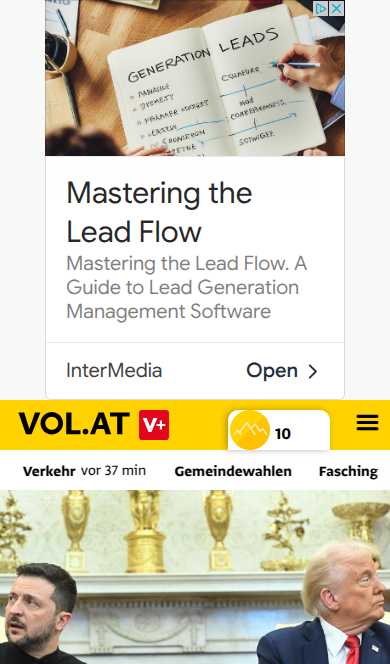 GENERATION LEADS
Mastering the
Lead Flow
Mastering the Lead Flow. A
Guide to Lead Generation
Management Software
InterMedia
Open
VOL.AT V+
10
Verkehr vor 37 min Gemeindewahlen Fasching